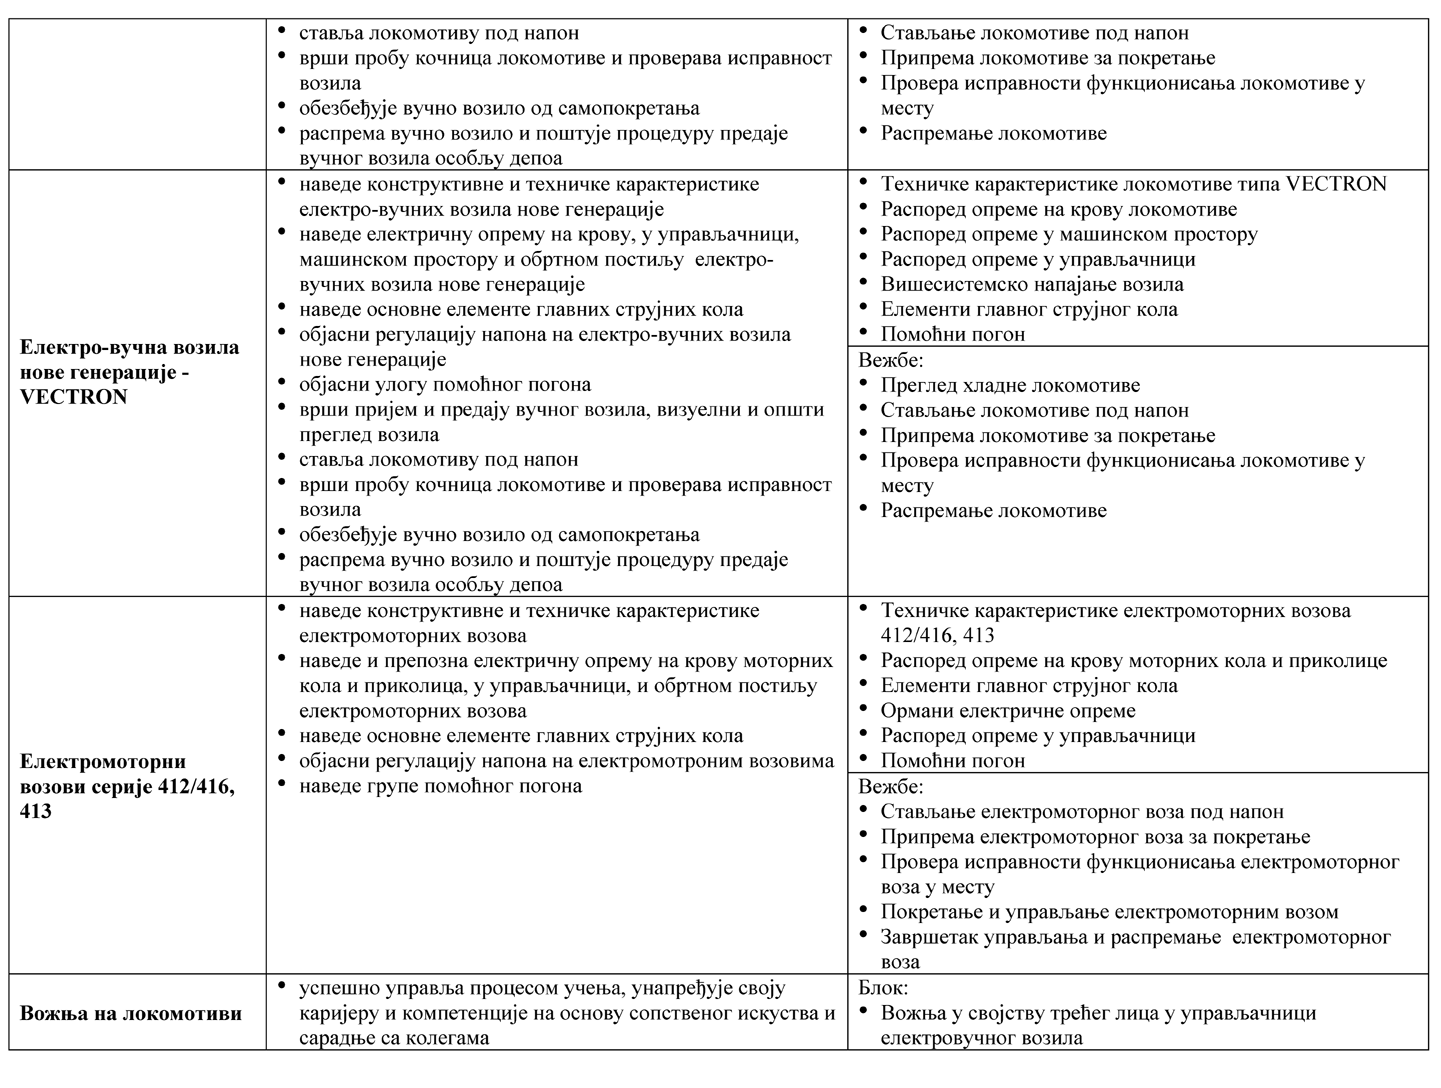 • ставља локомотиву под напон
• врши пробу кочница локомотиве и проверава исправност
возила
• обезбеђује вучно возило од самопокретања
• распрема вучно возило и поштује процедуру предаје
вучног возила особљу депоа
• Стављање локомотиве под напон
• Припрема локомотиве за покретање
• Провера исправности функционисања локомотиве у
месту
• Распремање локомотиве
Електро-вучна возила
нове генерације -
VECTRON
• наведе конструктивне и техничке карактеристике
електро-вучних возила нове генерације
• наведе електричну опрему на крову, у управљачници,
машинском простору и обртном постиљу  електро-
вучних возила нове генерације
• наведе основне елементе главних струјних кола
• објасни регулацију напона на електро-вучних возила
нове генерације
• објасни улогу помоћног погона
• врши пријем и предају вучног возила, визуелни и општи
преглед возила
• ставља локомотиву под напон
• врши пробу кочница локомотиве и проверава исправност
возила
• обезбеђује вучно возило од самопокретања
• распрема вучно возило и поштује процедуру предаје
вучног возила особљу депоа
• Техничке карактеристике локомотиве типа VECTRON
• Распоред опреме на крову локомотиве
• Распоред опреме у машинском простору
• Распоред опреме у управљачници
• Вишесистемско напајање возила
• Елементи главног струјног кола
• Помоћни погон
Вежбе:
• Преглед хладне локомотиве
• Стављање локомотиве под напон
• Припрема локомотиве за покретање
• Провера исправности функционисања локомотиве у
месту
• Распремање локомотиве
Електромоторни
возови серије 412/416,
413
• наведе конструктивне и техничке карактеристике
електромоторних возова
• наведе и препозна електричну опрему на крову моторних
кола и приколица, у управљачници, и обртном постиљу
електромоторних возова
• наведе основне елементе главних струјних кола
• објасни регулацију напона на електромотроним возовима
• наведе групе помоћног погона
• Техничке карактеристике електромоторних возова
412/416, 413
• Распоред опреме на крову моторних кола и приколице
• Елементи главног струјног кола
• Ормани електричне опреме
• Распоред опреме у управљачници
• Помоћни погон
Вежбе:
• Стављање електромоторног воза под напон
• Припрема електромоторног воза за покретање
• Провера исправности функционисања електромоторног
воза у месту
• Покретање и управљање електромоторним возом
• Завршетак управљања и распремање  електромоторног
воза
Вожња на локомотиви
• успешно управља процесом учења, унапређује своју
каријеру и компетенције на основу сопственог искуства и
сарадње са колегама
Блок:
• Вожња у својству трећег лица у управљачници
електровучног возила